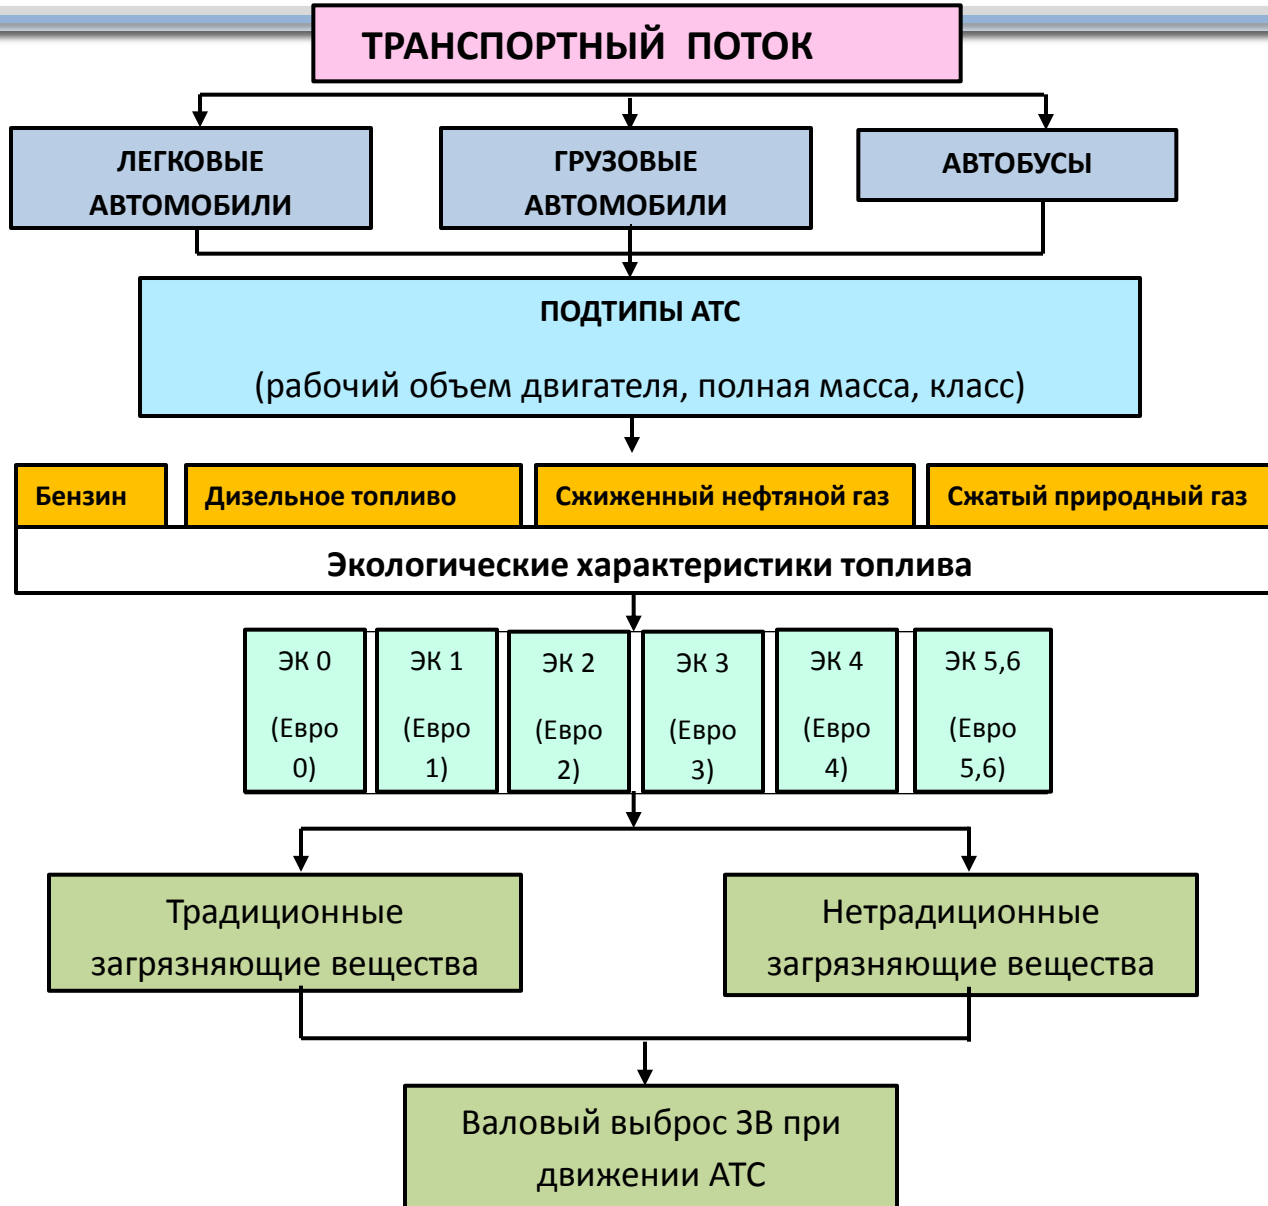 ТРАНСПОРТНЫЙ ПОТОК
ЛЕГКОВЫЕ
АВТОМОБИЛИ
ГРУЗОВЫЕ
АВТОМОБИЛИ
АВТОБУСЫ
ПОДТИПЫ АТС
(рабочий объем двигателя, полная масса, класс)
Бензин
Дизельное топливо
Сжиженный нефтяной газ
Сжатый природный газ
Экологические характеристики топлива
ЭК 0
(Евро
0)
ЭК 1
(Евро
1)
ЭК 2
(Евро
2)
ЭК 3
(Евро
3)
ЭК 4
(Евро
4)
ЭК 5,6
(Евро
5,6)
Традиционные
загрязняющие вещества
Нетрадиционные
загрязняющие вещества
Валовый выброс ЗВ при
движении АТС